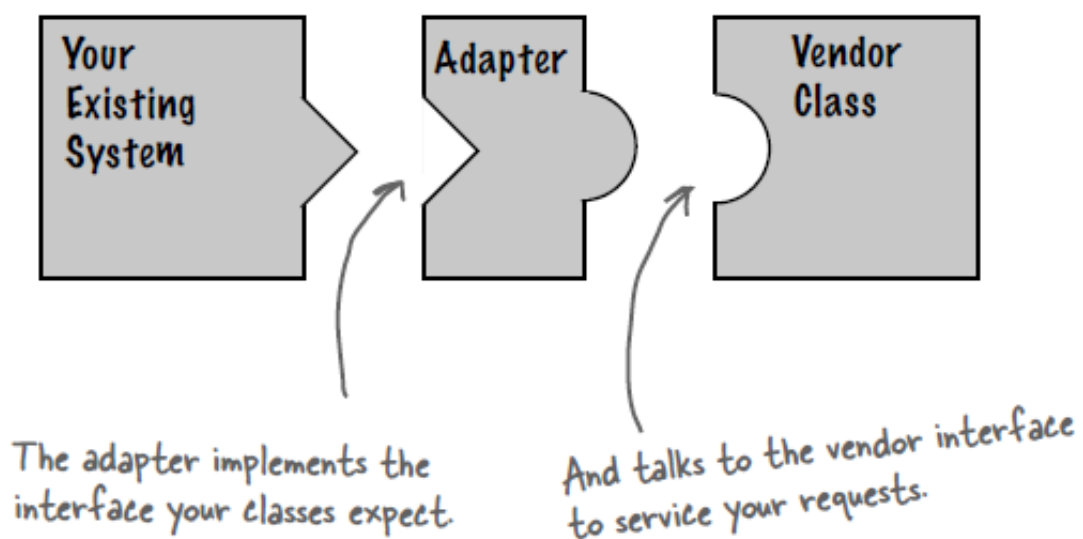 Your
Existing
System
Adapter
Vendor
Class
The adapter implements the
interface your classes expect.
And talks to the vendor interface
to service your requests.